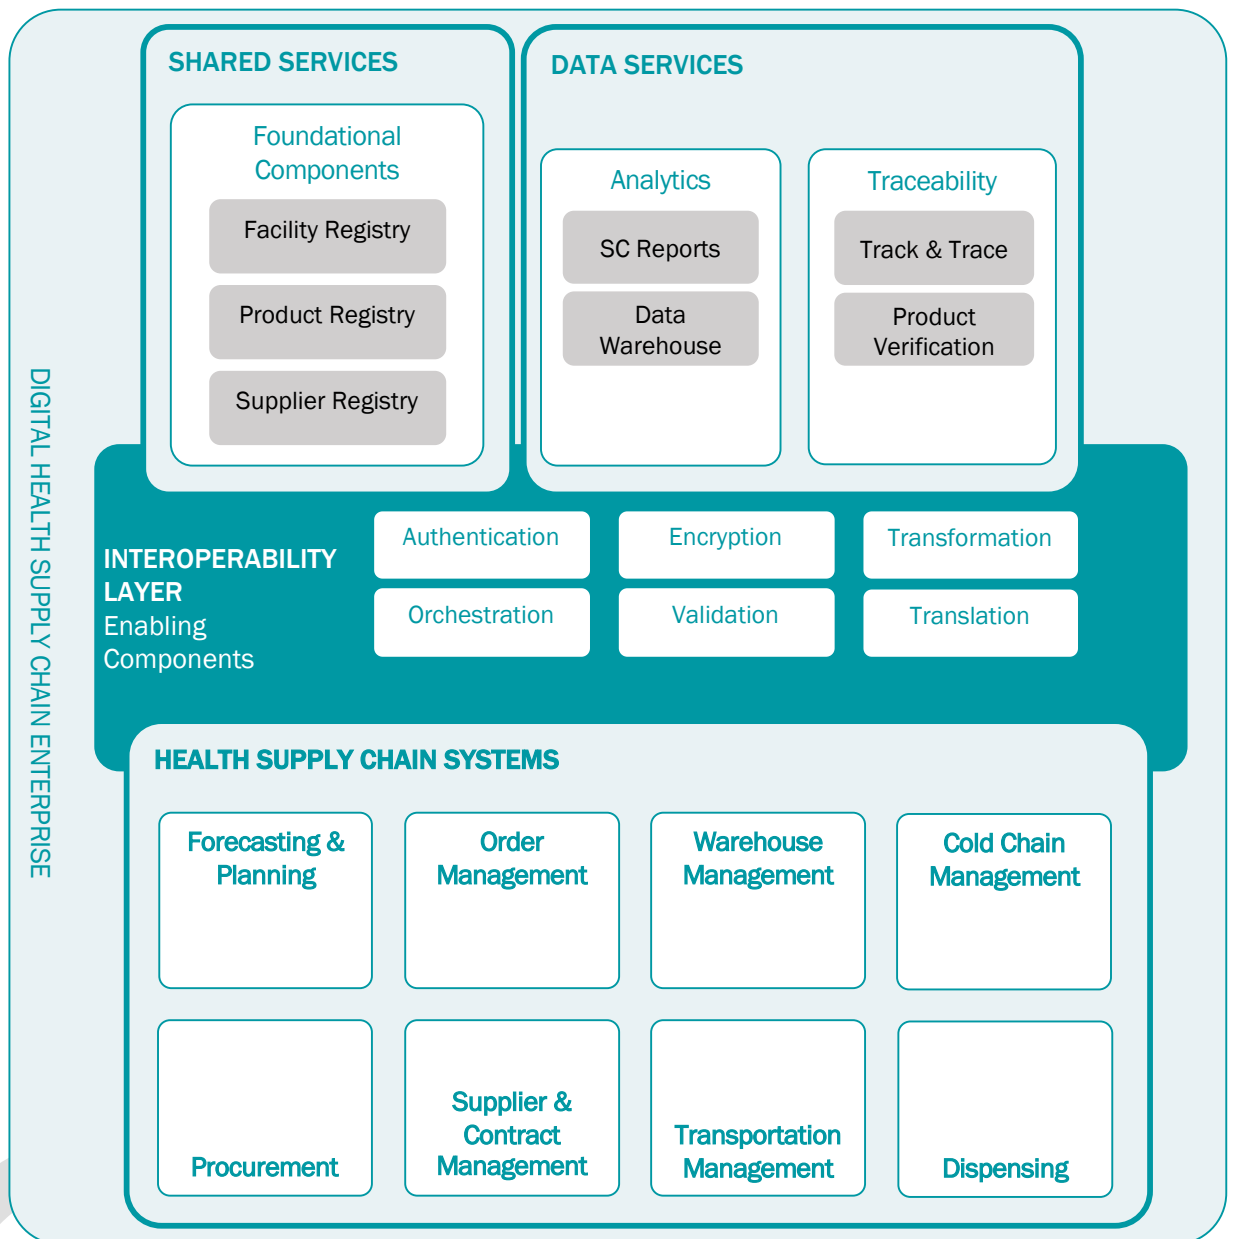 DIGITAL HEALTH SUPPLY CHAIN ENTERPRISE
SHARED SERVICES
Foundational
Components
Facility Registry
Product Registry
Supplier Registry
DATA SERVICES
Analytics
SC Reports
Data
Warehouse
Traceability
Track & Trace
Product
Verification
INTEROPERABILITY
LAYER
Enabling
Components
Authentication
Encryption
Transformation
Orchestration
Validation
Translation
HEALTH SUPPLY CHAIN SYSTEMS
Forecasting &
Planning
Order
Management
Warehouse
Management
Cold Chain
Management
Procurement
Supplier &
Contract
Management
Transportation
Management
Dispensing